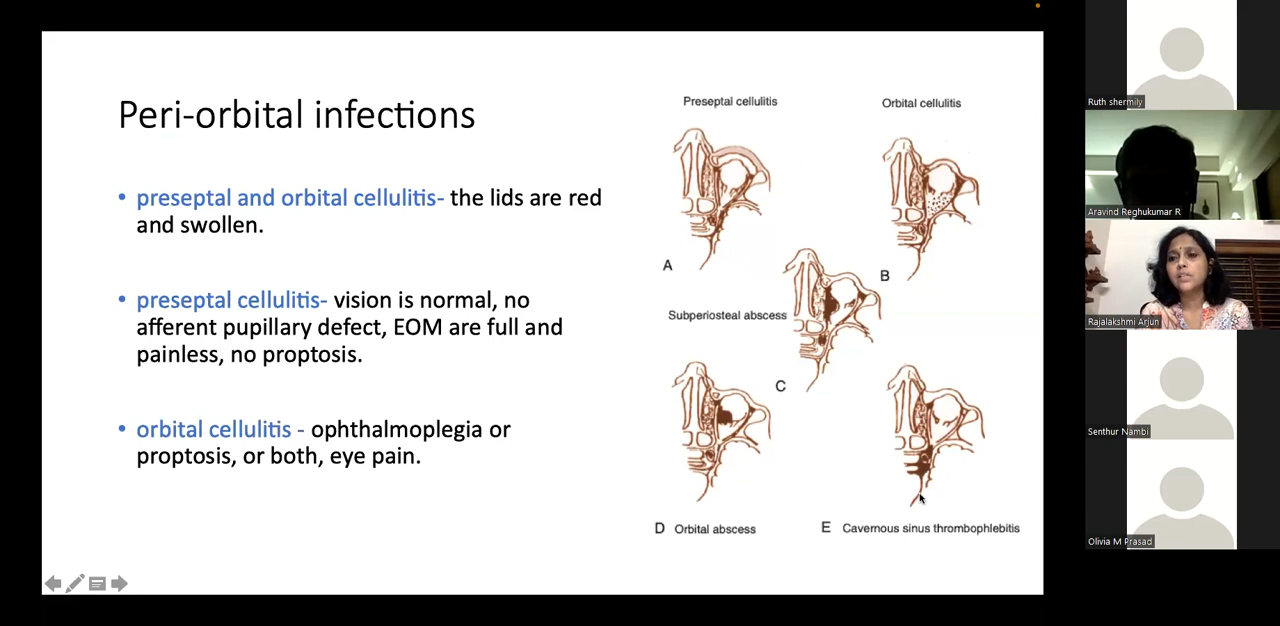 Peri-orbital infections
• preseptal and orbital cellulitis- the lids are red
and swollen.
• preseptal cellulitis- vision is normal, no
afferent pupillary defect, EOM are full and
painless, no proptosis.
• orbital cellulitis - ophthalmoplegia or
proptosis, or both, eye pain.
Preseptal cellulitis
Orbital cellulitis
A
B
Subperiosteal abscess
C
D Orbital abscess
E Cavernous sinus thrombophlebitis
Ruth shermily
Aravind Reghukumar R
Rajalakshmi Arjun
Senthur Nambi
Olivia M Prasad